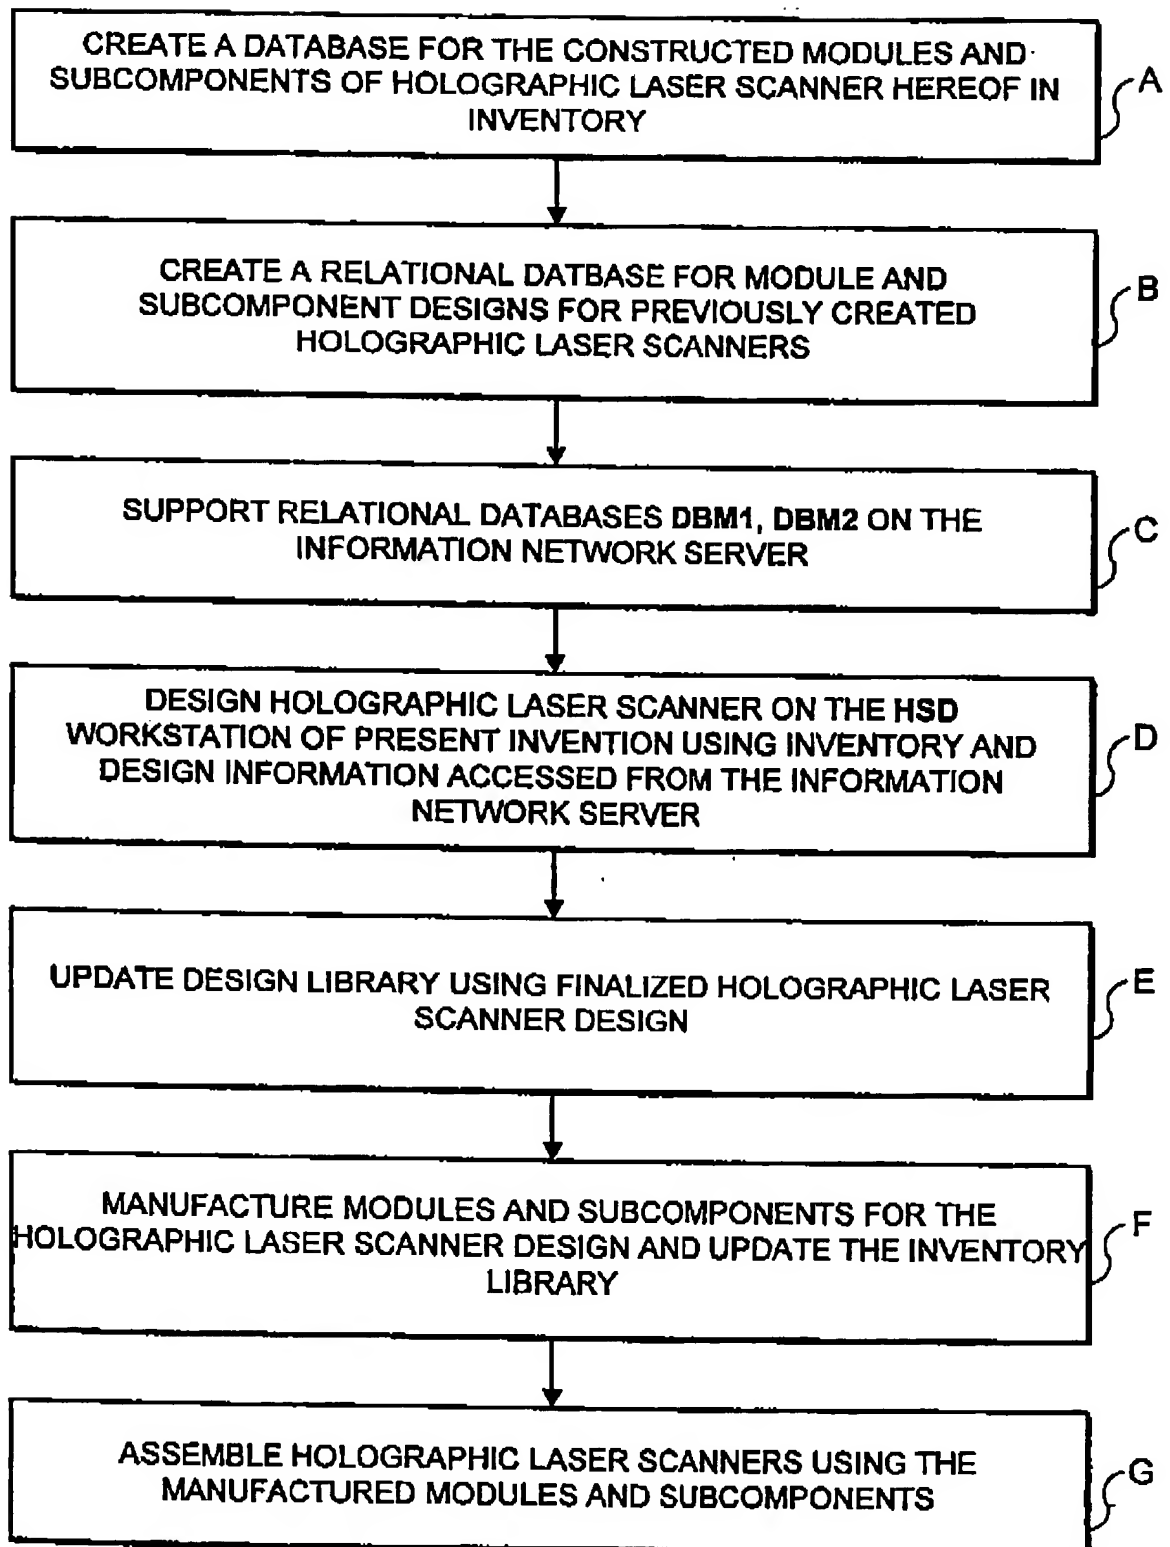 CREATE A DATABASE FOR THE CONSTRUCTED MODULES AND
SUBCOMPONENTS OF HOLOGRAPHIC LASER SCANNER HEREOF IN
INVENTORY
A
CREATE A RELATIONAL DATBASE FOR MODULE AND
SUBCOMPONENT DESIGNS FOR PREVIOUSLY CREATED
HOLOGRAPHIC LASER SCANNERS
B
SUPPORT RELATIONAL DATABASES DBM1, DBM2 ON THE
INFORMATION NETWORK SERVER
C
DESIGN HOLOGRAPHIC LASER SCANNER ON THE HSD
WORKSTATION OF PRESENT INVENTION USING INVENTORY AND
DESIGN INFORMATION ACCESSED FROM THE INFORMATION
NETWORK SERVER
D
UPDATE DESIGN LIBRARY USING FINALIZED HOLOGRAPHIC LASER
SCANNER DESIGN
E
MANUFACTURE MODULES AND SUBCOMPONENTS FOR THE
HOLOGRAPHIC LASER SCANNER DESIGN AND UPDATE THE INVENTORY
LIBRARY
F
ASSEMBLE HOLOGRAPHIC LASER SCANNERS USING THE
MANUFACTURED MODULES AND SUBCOMPONENTS
G